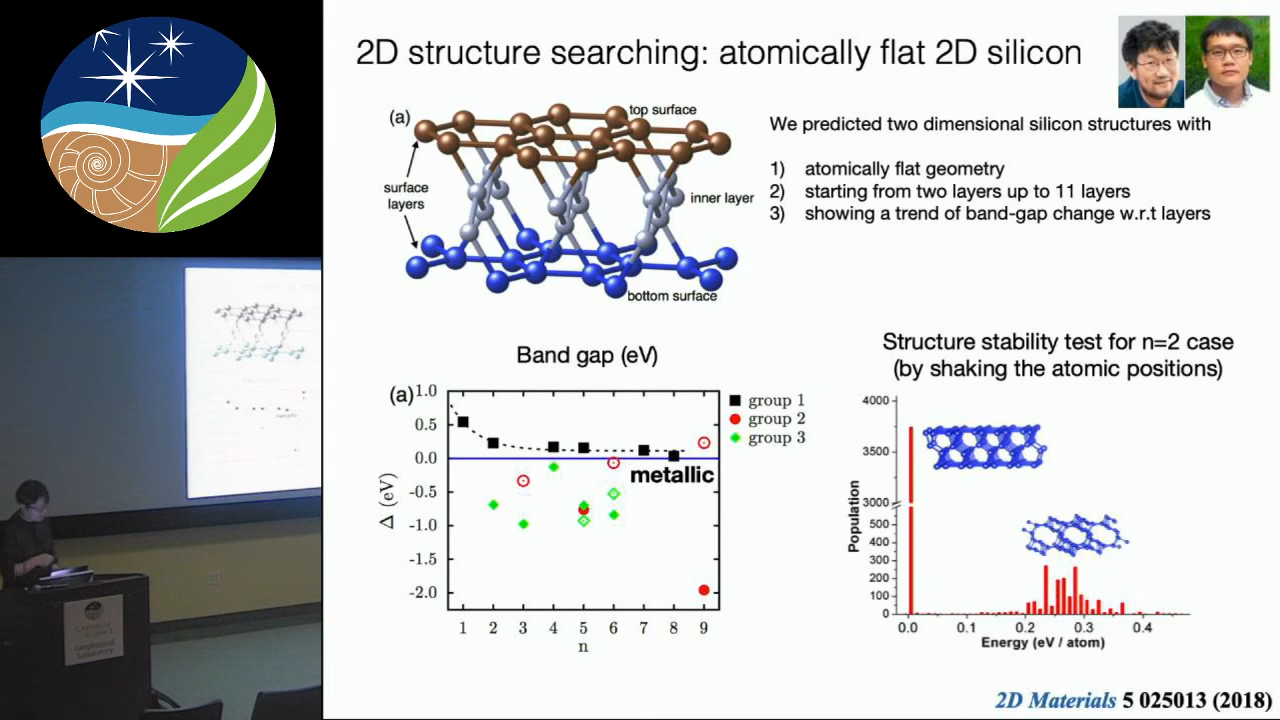 2D structure searching: atomically flat 2D silicon
(a)
top surface
surface
layers
inner layer
bottom surface
We predicted two dimensional silicon structures with
1) atomically flat geometry
2) starting from two layers up to 11 layers
3) showing a trend of band-gap change w.r.t layers
Band gap (eV)
(a)
1.0
0.5
0.0
-0.5
-1.0
-1.5
-2.0
Δ (eV)
metallic
1 2 3 4 5 6 7 8 9
n
group 1
group 2
group 3
Structure stability test for n=2 case
(by shaking the atomic positions)
4000
3500
3000
500
400
300
200
100
0
Population
0.0 0.1 0.2 0.3 0.4
Energy (eV / atom)
2D Materials 5 025013 (2018)
Geophysical
Laboratory